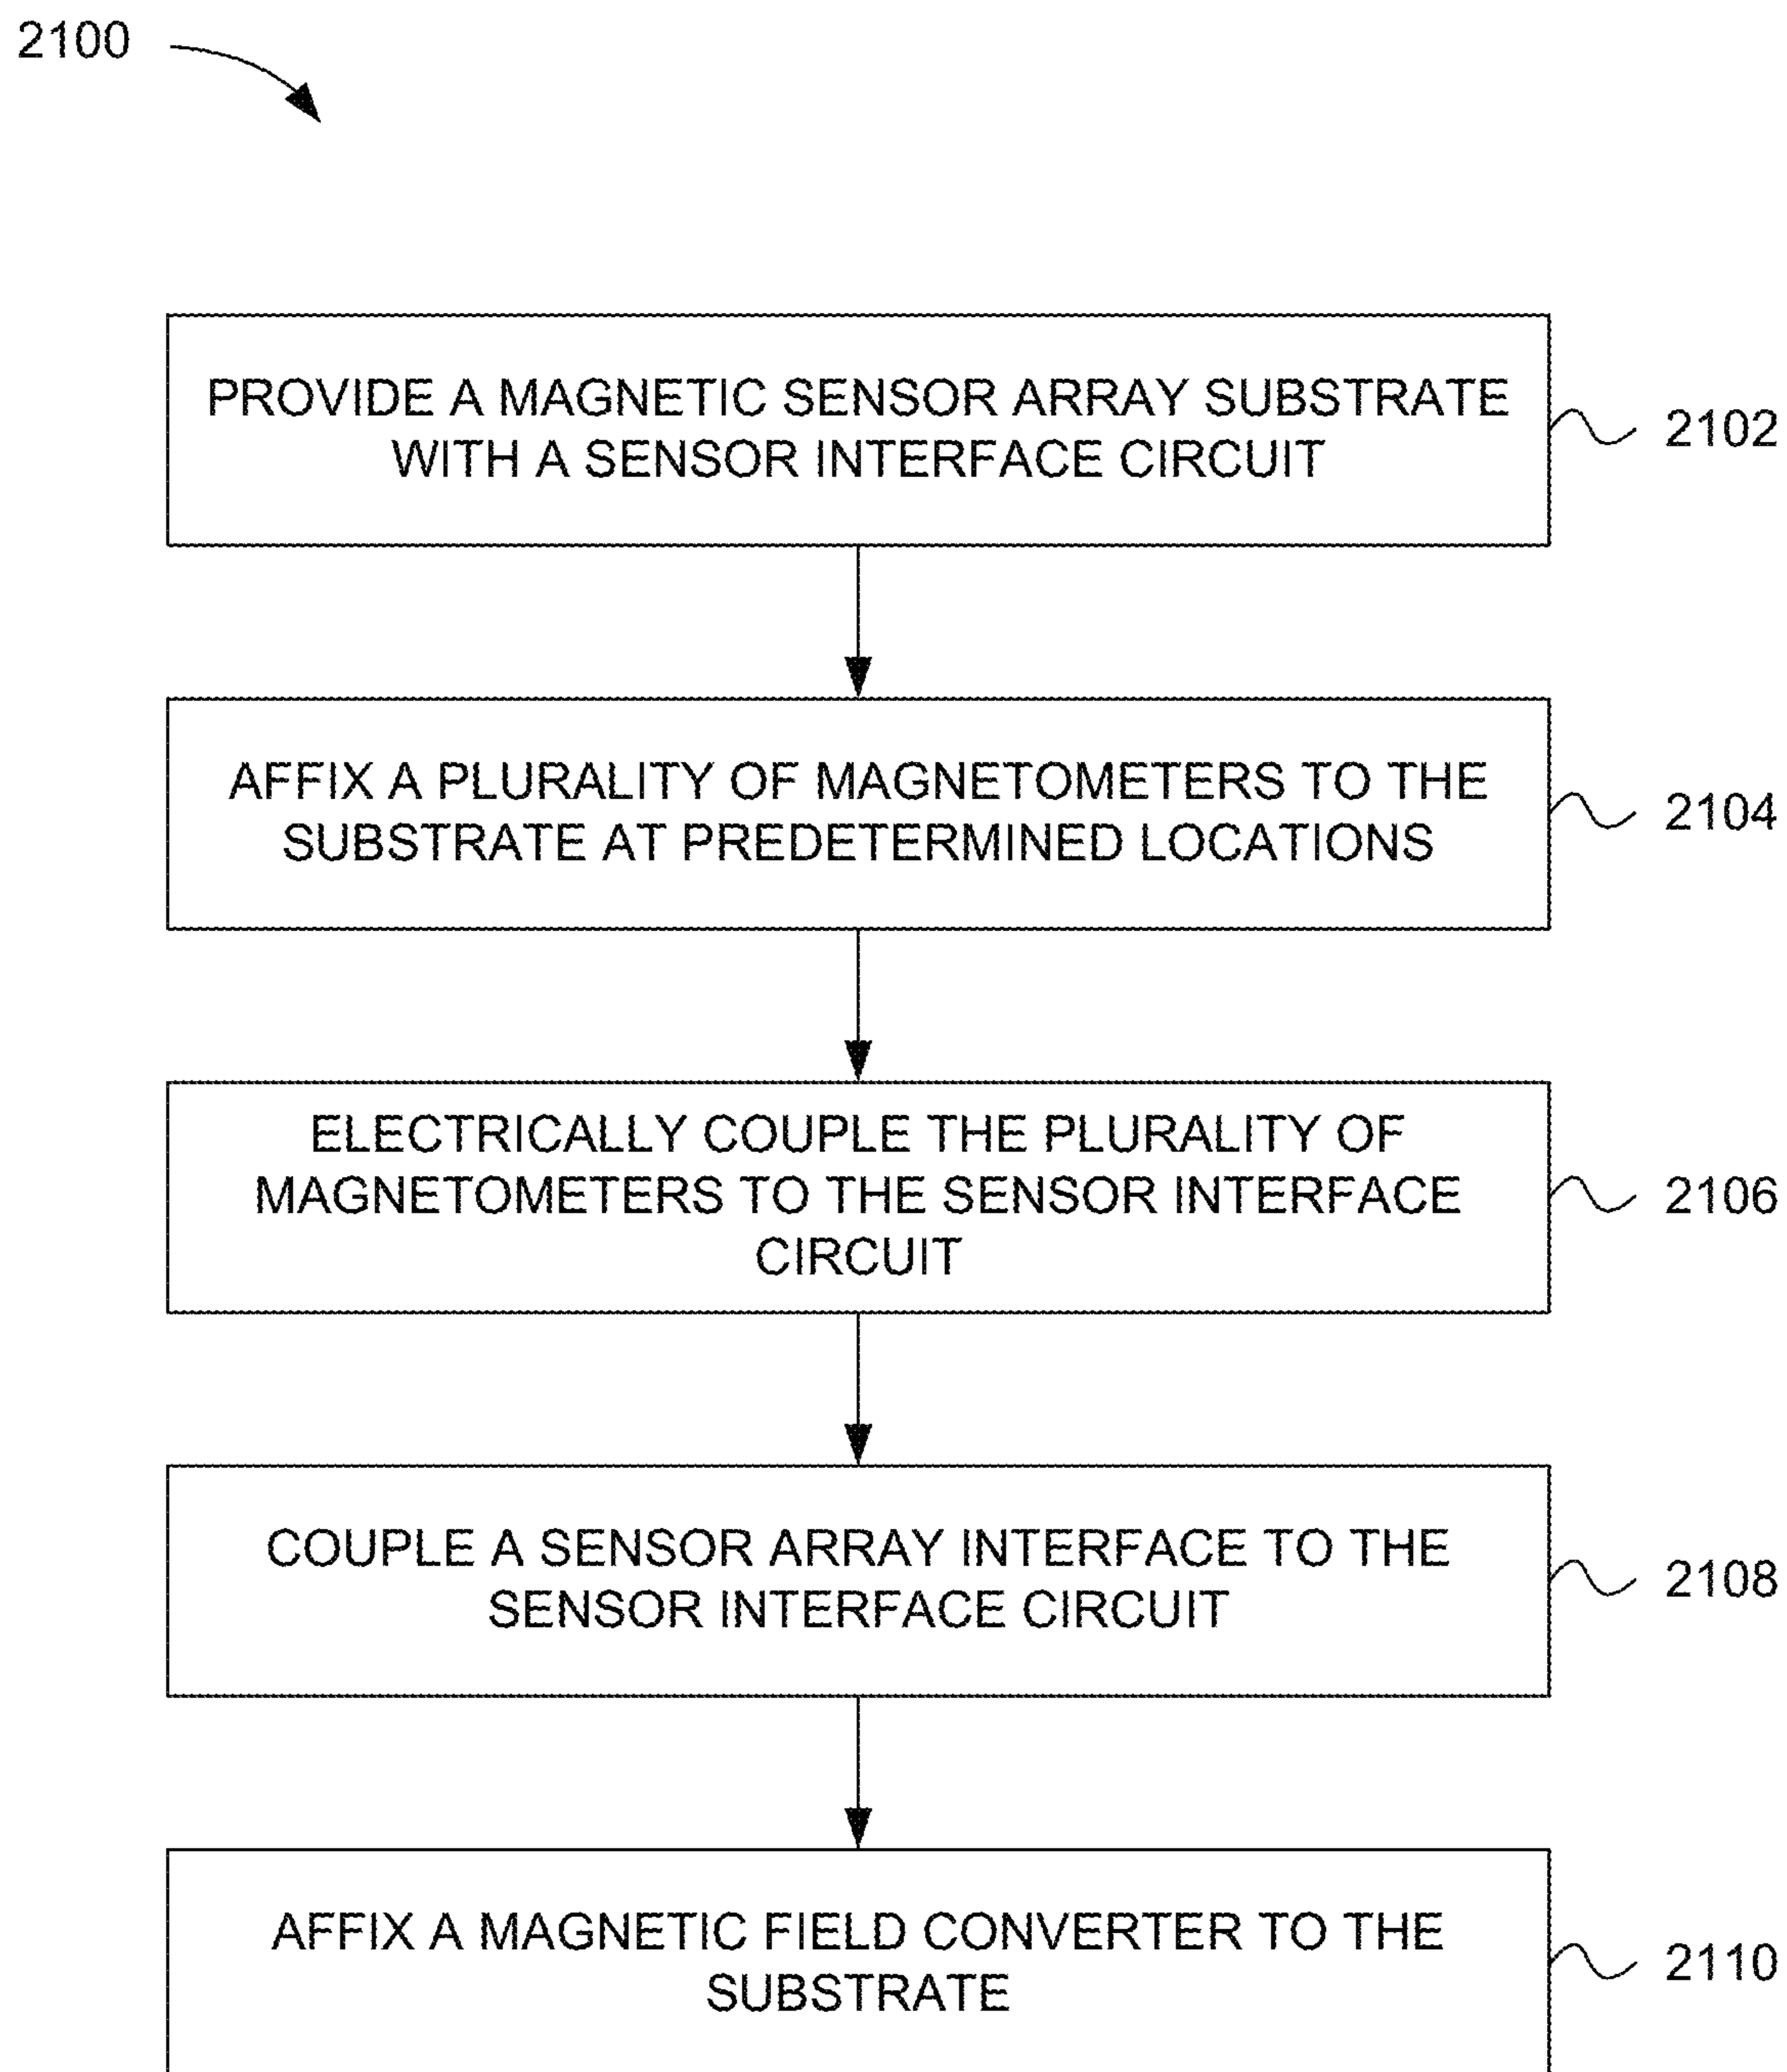 2100
PROVIDE A MAGNETIC SENSOR ARRAY SUBSTRATE
WITH A SENSOR INTERFACE CIRCUIT
2102
AFFIX A PLURALITY OF MAGNETOMETERS TO THE
SUBSTRATE AT PREDETERMINED LOCATIONS
2104
ELECTRICALLY COUPLE THE PLURALITY OF
MAGNETOMETERS TO THE SENSOR INTERFACE
CIRCUIT
2106
COUPLE A SENSOR ARRAY INTERFACE TO THE
SENSOR INTERFACE CIRCUIT
2108
AFFIX A MAGNETIC FIELD CONVERTER TO THE
SUBSTRATE
2110